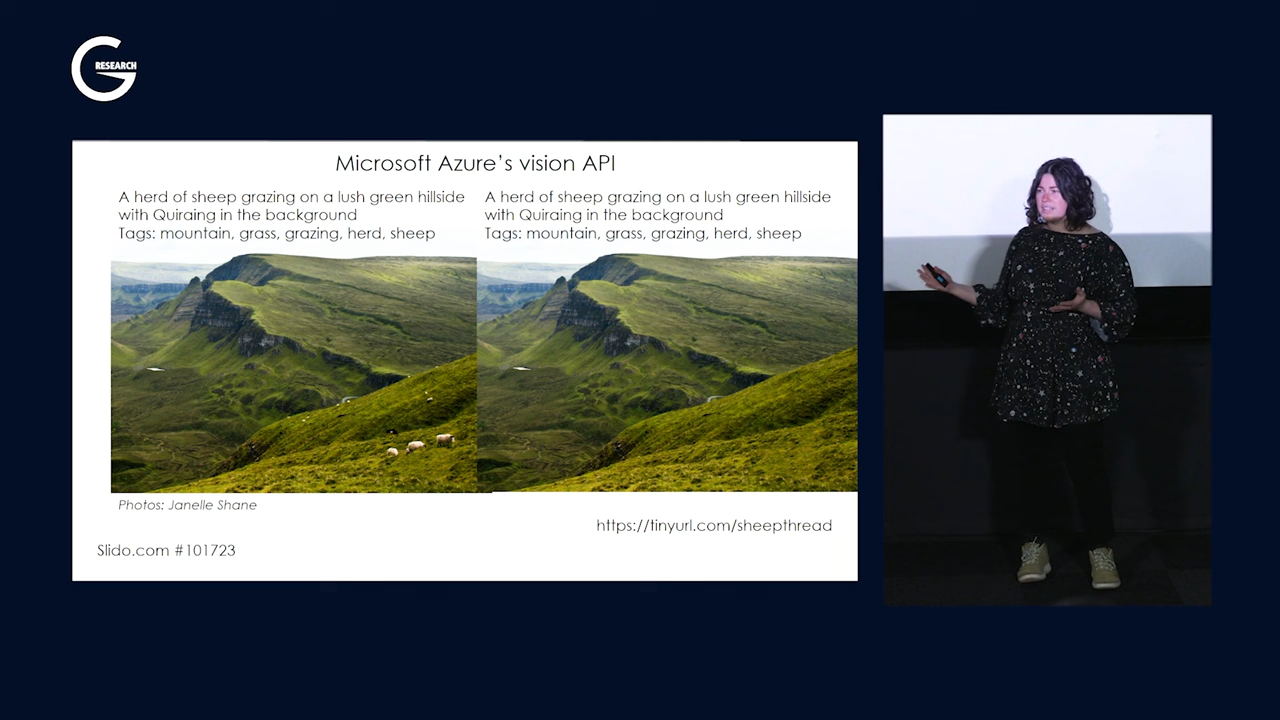 RESEARCH
Microsoft Azure's vision API
A herd of sheep grazing on a lush green hillside
with Quiraing in the background
Tags: mountain, grass, grazing, herd, sheep
A herd of sheep grazing on a lush green hillside
with Quiraing in the background
Tags: mountain, grass, grazing, herd, sheep
Photos: Janelle Shane
https://tinyurl.com/sheepthread
Slido.com #101723